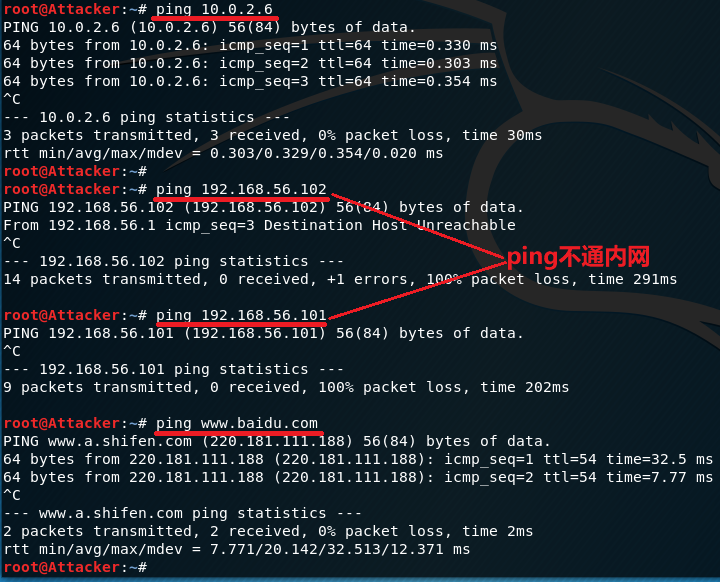 root@Attacker:~# ping 10.0.2.6
PING 10.0.2.6 (10.0.2.6) 56(84) bytes of data.
64 bytes from 10.0.2.6: icmp_seq=1 ttl=64 time=0.330 ms
64 bytes from 10.0.2.6: icmp_seq=2 ttl=64 time=0.303 ms
64 bytes from 10.0.2.6: icmp_seq=3 ttl=64 time=0.354 ms
^C
--- 10.0.2.6 ping statistics ---
3 packets transmitted, 3 received, 0% packet loss, time 30ms
rtt min/avg/max/mdev = 0.303/0.329/0.354/0.020 ms
root@Attacker:~#
root@Attacker:~# ping 192.168.56.102
PING 192.168.56.102 (192.168.56.102) 56(84) bytes of data.
From 192.168.56.1 icmp_seq=3 Destination Host Unreachable
^C
ping不通内网
--- 192.168.56.102 ping statistics ---
14 packets transmitted, 0 received, +1 errors, 100% packet loss, time 291ms
root@Attacker:~# ping 192.168.56.101
PING 192.168.56.101 (192.168.56.101) 56(84) bytes of data.
^C
--- 192.168.56.101 ping statistics ---
9 packets transmitted, 0 received, 100% packet loss, time 202ms
root@Attacker:~# ping www.baidu.com
PING www.a.shifen.com (220.181.111.188) 56(84) bytes of data.
64 bytes from 220.181.111.188 (220.181.111.188): icmp_seq=1 ttl=54 time=32.5 ms
64 bytes from 220.181.111.188 (220.181.111.188): icmp_seq=2 ttl=54 time=7.77 ms
^C
--- www.a.shifen.com ping statistics ---
2 packets transmitted, 2 received, 0% packet loss, time 2ms
rtt min/avg/max/mdev = 7.771/20.142/32.513/12.371 ms
root@Attacker:~#